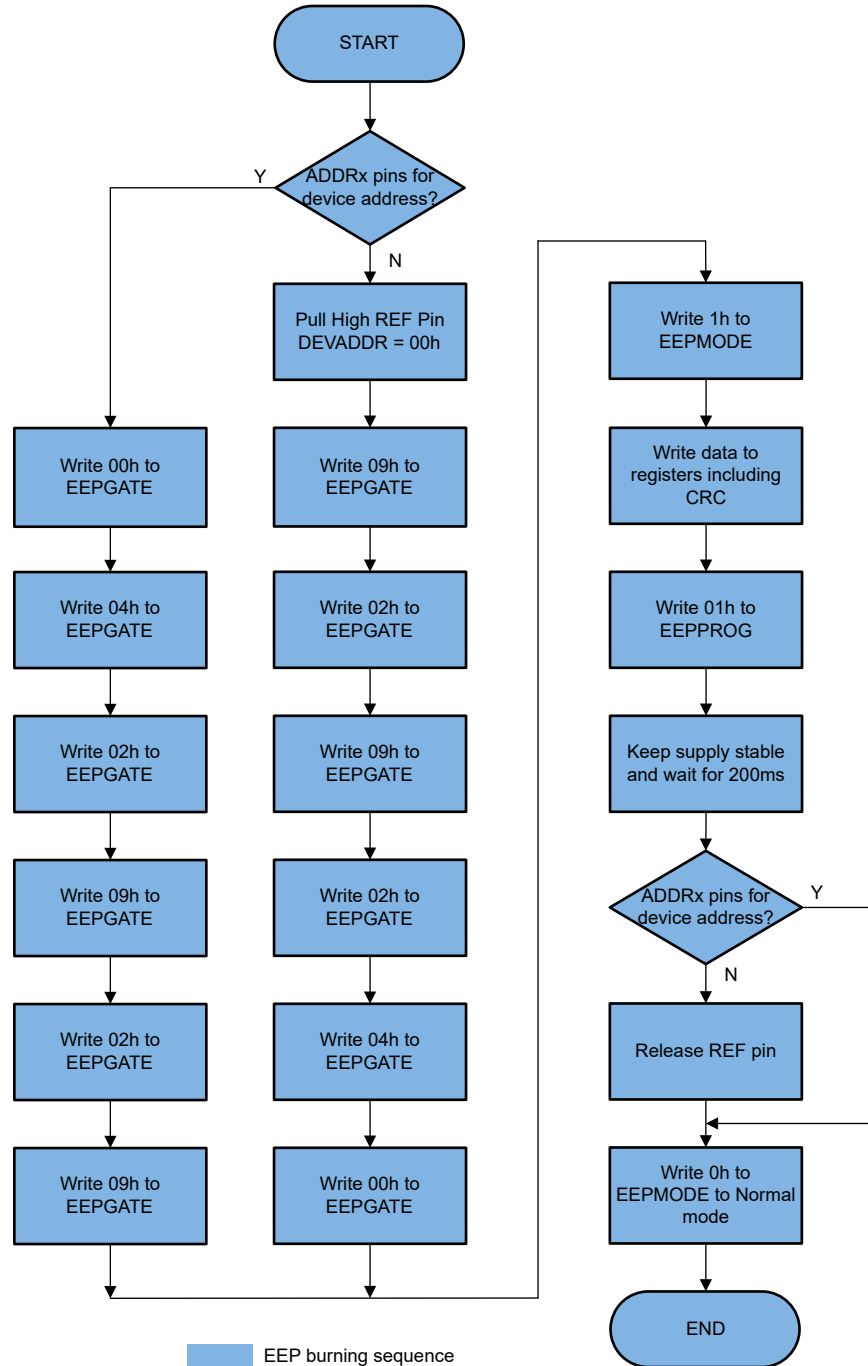 START
ADDRx pins for
device address?
Y
N
Pull High REF Pin
DEVADDR = 00h
Write 00h to
EEPGATE
Write 04h to
EEPGATE
Write 02h to
EEPGATE
Write 09h to
EEPGATE
Write 02h to
EEPGATE
Write 09h to
EEPGATE
Write 09h to
EEPGATE
Write 02h to
EEPGATE
Write 09h to
EEPGATE
Write 02h to
EEPGATE
Write 04h to
EEPGATE
Write 00h to
EEPGATE
Write 1h to
EEPMODE
Write data to
registers including
CRC
Write 01h to
EEPPROG
Keep supply stable
and wait for 200ms
ADDRx pins for
device address?
Y
N
Release REF pin
Write 0h to
EEPMODE to Normal
mode
END
EEP burning sequence